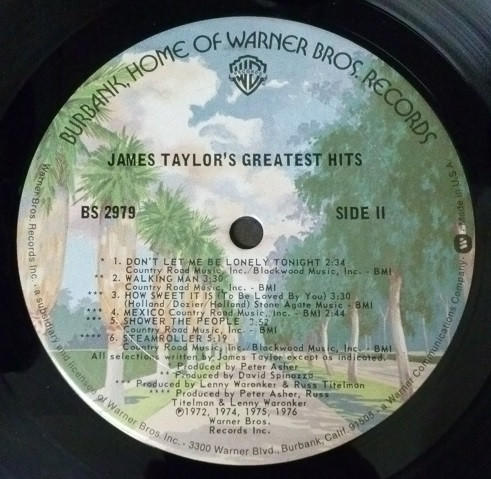 BURBANK, HOME OF WARNER BROS. RECORDS
JAMES TAYLOR'S GREATEST HITS
BS 2979
SIDE II
* 1. DON'T LET ME BE LONELY TONIGHT 2:34
Country Road Music, Inc./Blackwood Music, Inc. - BMI
** 2. WALKING MAN 3:30
Country Road Music, Inc. - BMI
*** 3. HOW SWEET IT IS (To Be Loved By You) 3:30
(Holland/Dozier/Holland) Stone Agate Music - BMI
*** 4. MEXICO Country Road Music, Inc. - BMI 2:44
5. SHOWER THE PEOPLE 3:52
Country Road Music, Inc. - BMI
**** 6. STEAMROLLER 5:19
Country Road Music, Inc./Blackwood Music, Inc. - BMI
All selections written by James Taylor except as indicated.
* Produced by Peter Asher
** Produced by David Spinozza
*** Produced by Lenny Waronker & Russ Titelman
**** Produced by Peter Asher, Russ
Titelman & Lenny Waronker
℗1972, 1974, 1975, 1976
Warner Bros.
Records Inc.
Warner Bros. Records Inc., a subsidiary and licensee of Warner Bros. Inc. - 3300 Warner Blvd., Burbank, Calif. 91505 - a Warner Communications Company. Made in U.S.A.